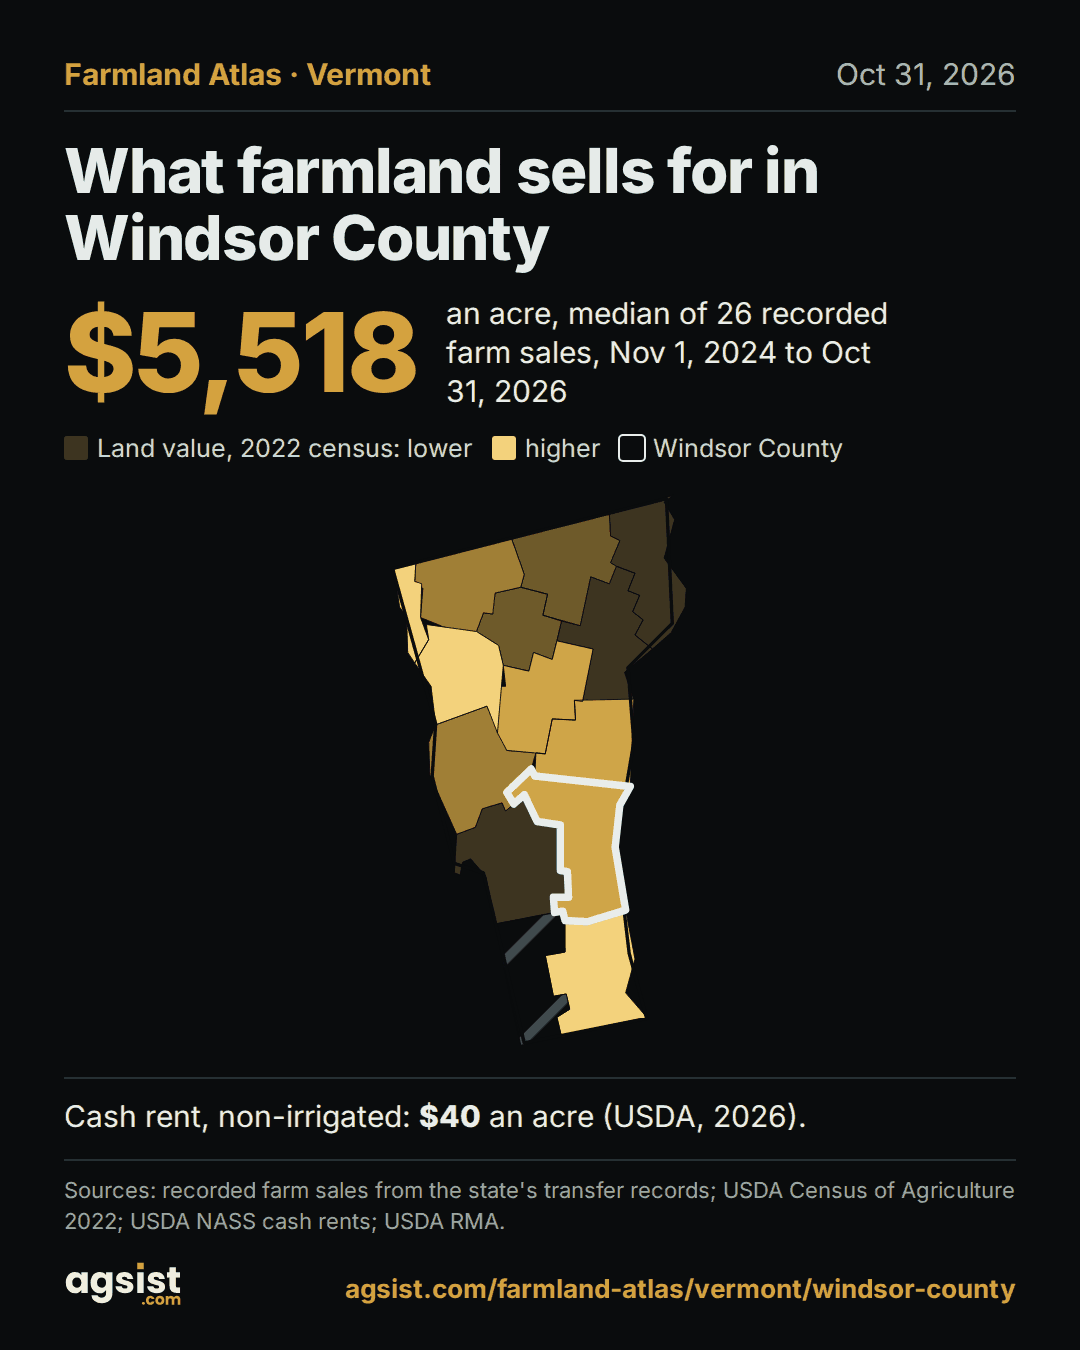 Farmland Atlas · Vermont
Oct 31, 2026
What farmland sells for in
Windsor County
$5,518
an acre, median of 26 recorded
farm sales, Nov 1, 2024 to Oct
31, 2026
Land value, 2022 census: lower
higher
Windsor County
Cash rent, non-irrigated: $40 an acre (USDA, 2026).
Sources: recorded farm sales from the state's transfer records; USDA Census of Agriculture
2022; USDA NASS cash rents; USDA RMA.
agsist
.com
agsist.com/farmland-atlas/vermont/windsor-county